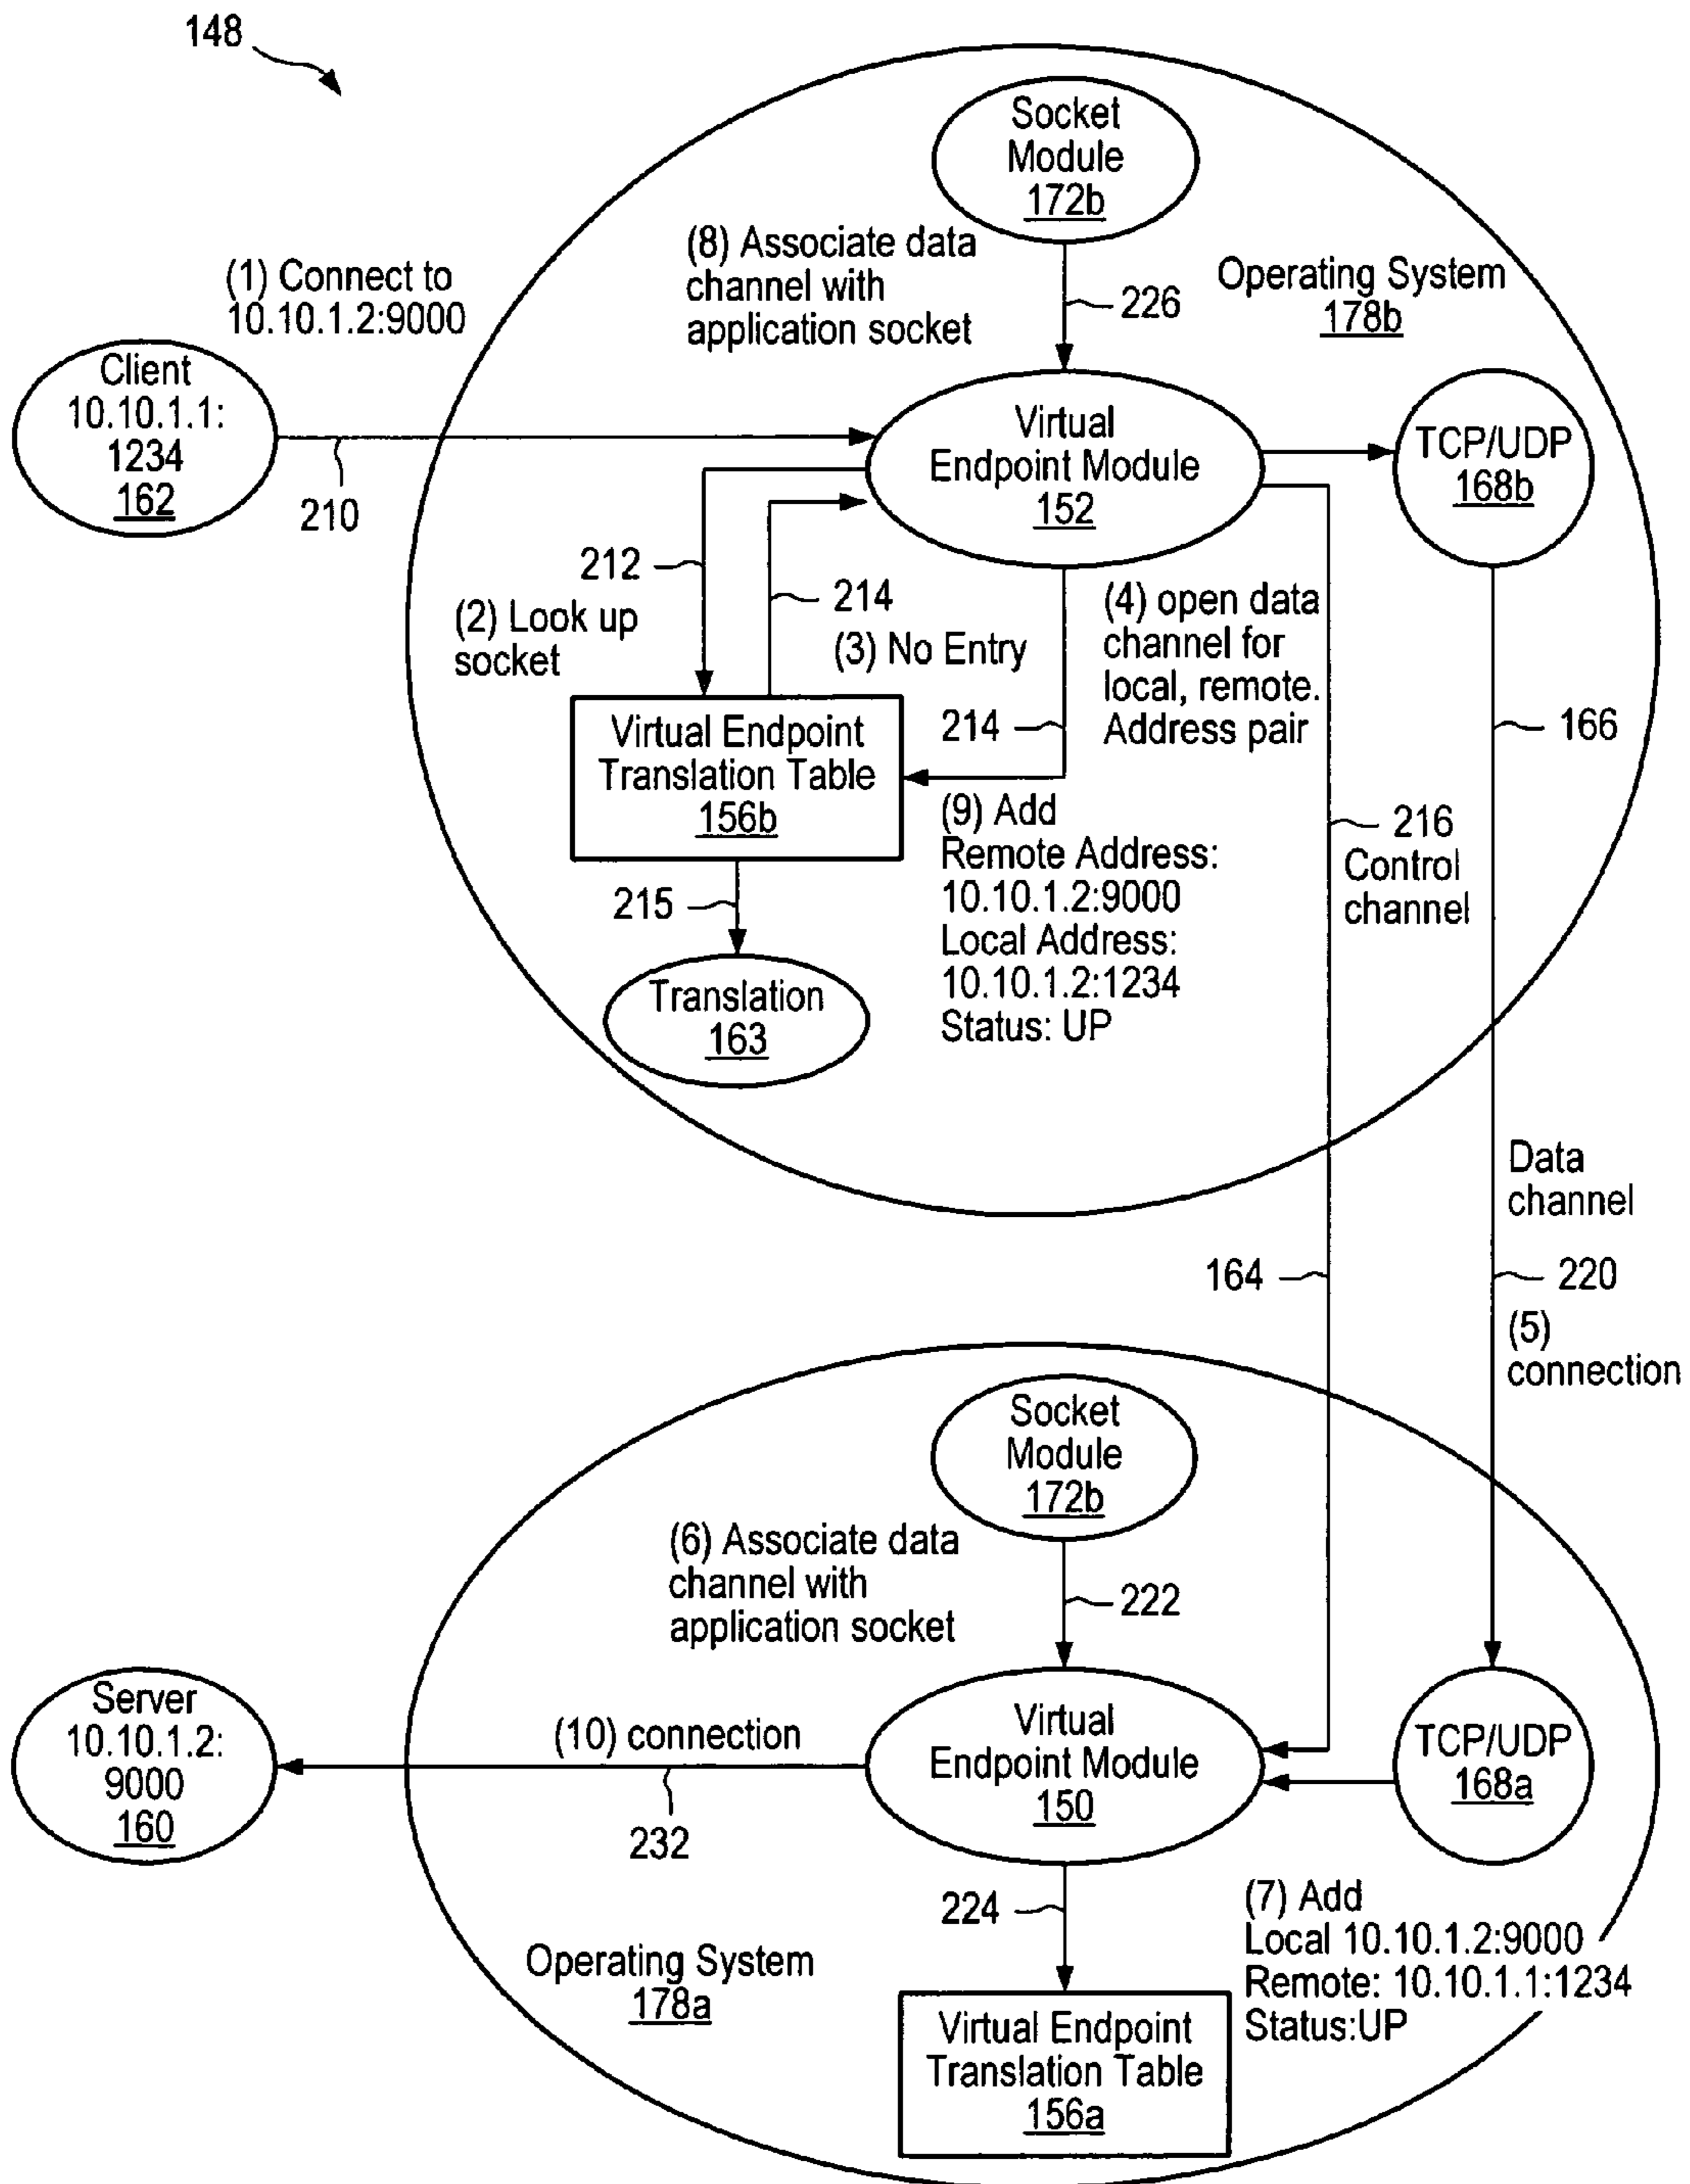 148
Socket
Module
172b
(8) Associate data
channel with
application socket
226
Operating System
178b
(1) Connect to
10.10.1.2:9000
Client
10.10.1.1:
1234
162
210
Virtual
Endpoint Module
152
TCP/UDP
168b
212
(2) Look up
socket
214
(3) No Entry
(4) open data
channel for
local, remote.
Address pair
214
166
Virtual Endpoint
Translation Table
156b
(9) Add
Remote Address:
10.10.1.2:9000
Local Address:
10.10.1.2:1234
Status: UP
216
Control
channel
215
Translation
163
Data
channel
164
220
(5)
connection
Socket
Module
172b
(6) Associate data
channel with
application socket
222
Server
10.10.1.2:
9000
160
(10) connection
232
Virtual
Endpoint Module
150
TCP/UDP
168a
224
(7) Add
Local 10.10.1.2:9000
Remote: 10.10.1.1:1234
Status:UP
Operating System
178a
Virtual Endpoint
Translation Table
156a